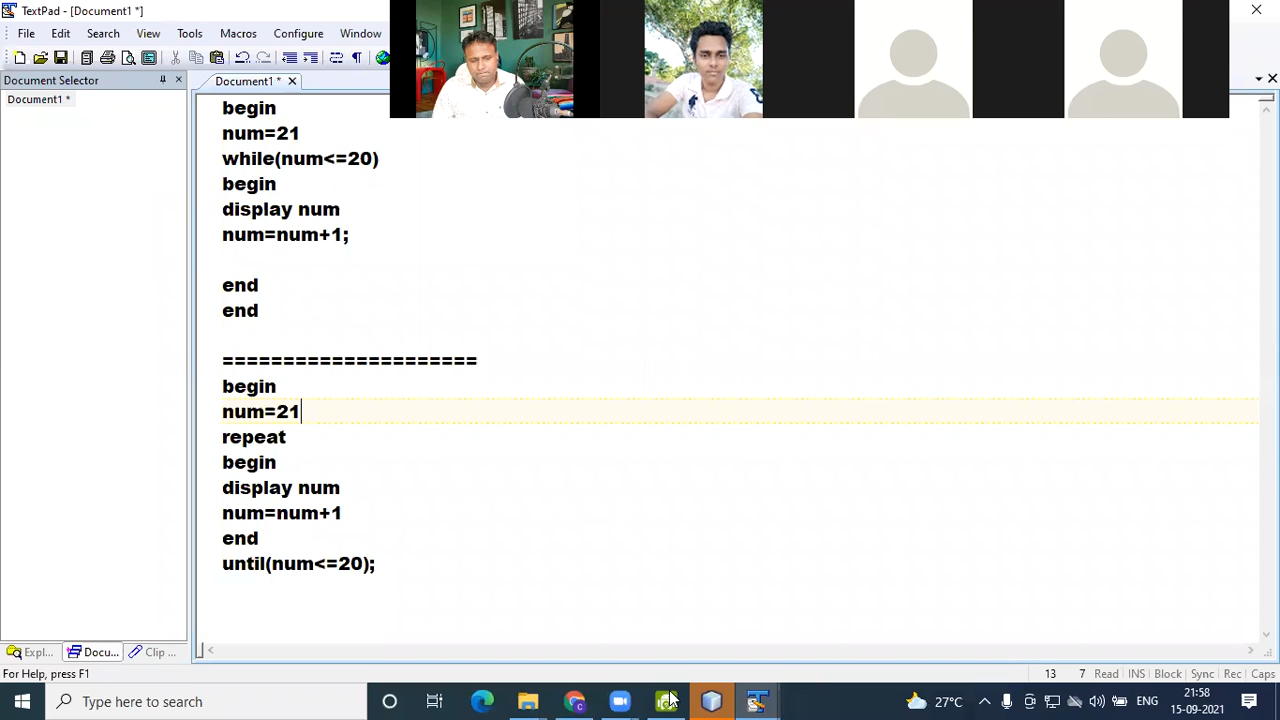 TextPad - [Document1 *]
File Edit Search View Tools Macros Configure Window
Document Selector
Document1 *
Document1 *
begin
num=21
while(num<=20)
begin
display num
num=num+1;
end
end
=====================
begin
num=21
repeat
begin
display num
num=num+1
end
until(num<=20);
Expl... Docu... Clip ...
For Help, press F1
13 7 Read INS Block Sync Rec Caps
Type here to search
27°C ENG
21:58
15-09-2021